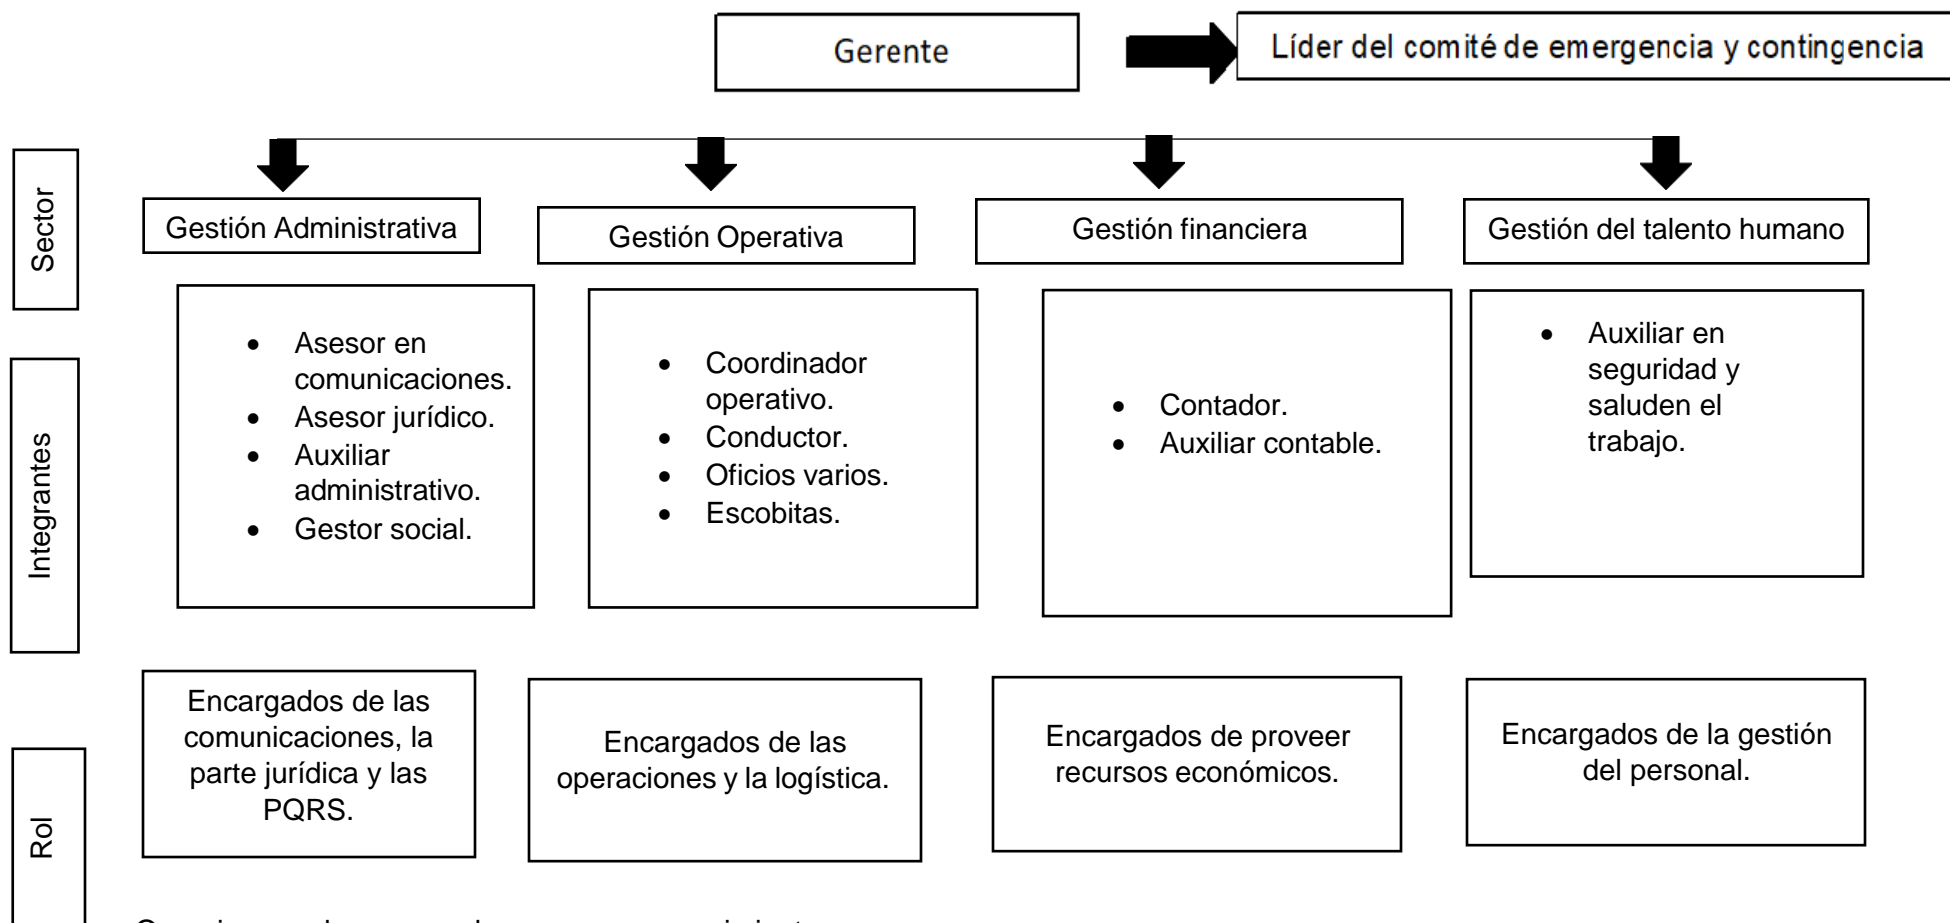 Gerente
Líder del comité de emergencia y contingencia
Sector
Gestión Administrativa
Gestión Operativa
Gestión financiera
Gestión del talento humano
Integrantes
• Asesor en
comunicaciones.
• Asesor jurídico.
• Auxiliar
administrativo.
• Gestor social.
• Coordinador
operativo.
• Conductor.
• Oficios varios.
• Escobitas.
• Contador.
• Auxiliar contable.
• Auxiliar en
seguridad y
saluden el
trabajo.
Rol
Encargados de las
comunicaciones, la
parte jurídica y las
PQRS.
Encargados de las
operaciones y la logística.
Encargados de proveer
recursos económicos.
Encargados de la gestión
del personal.